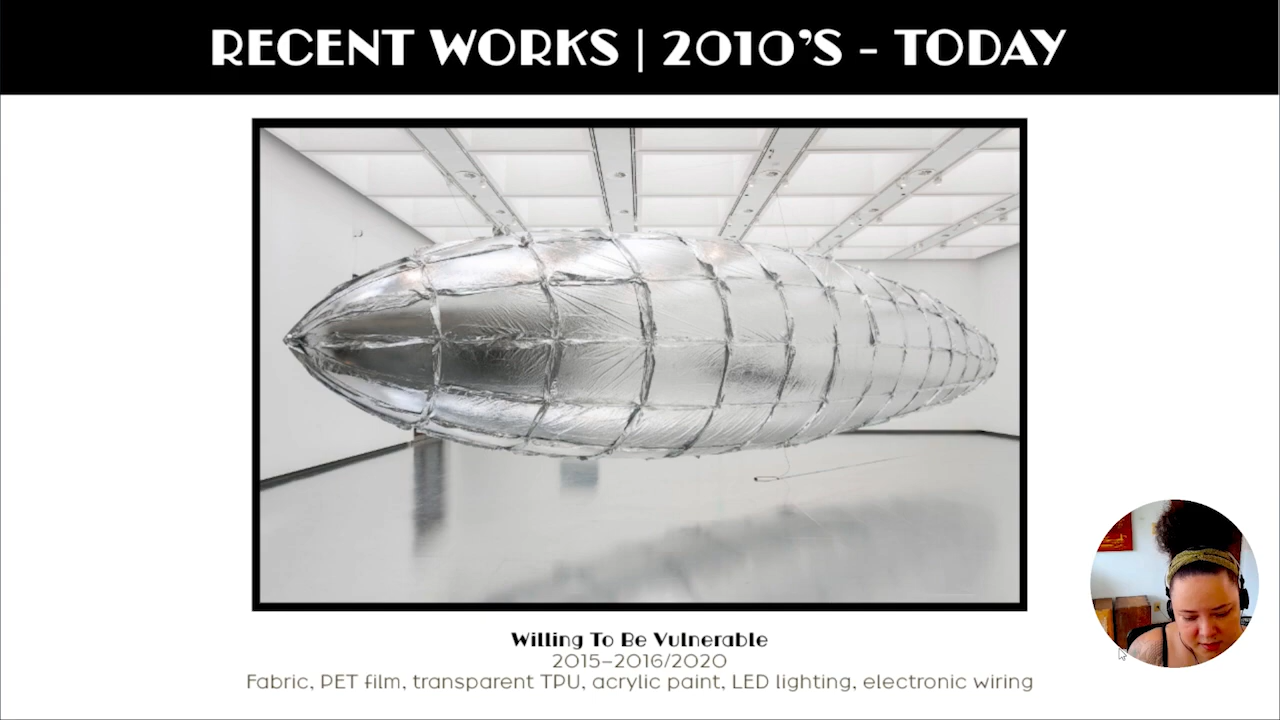 RECENT WORKS | 2010’S - TODAY
Willing To Be Vulnerable
2015–2016/2020
Fabric, PET film, transparent TPU, acrylic paint, LED lighting, electronic wiring